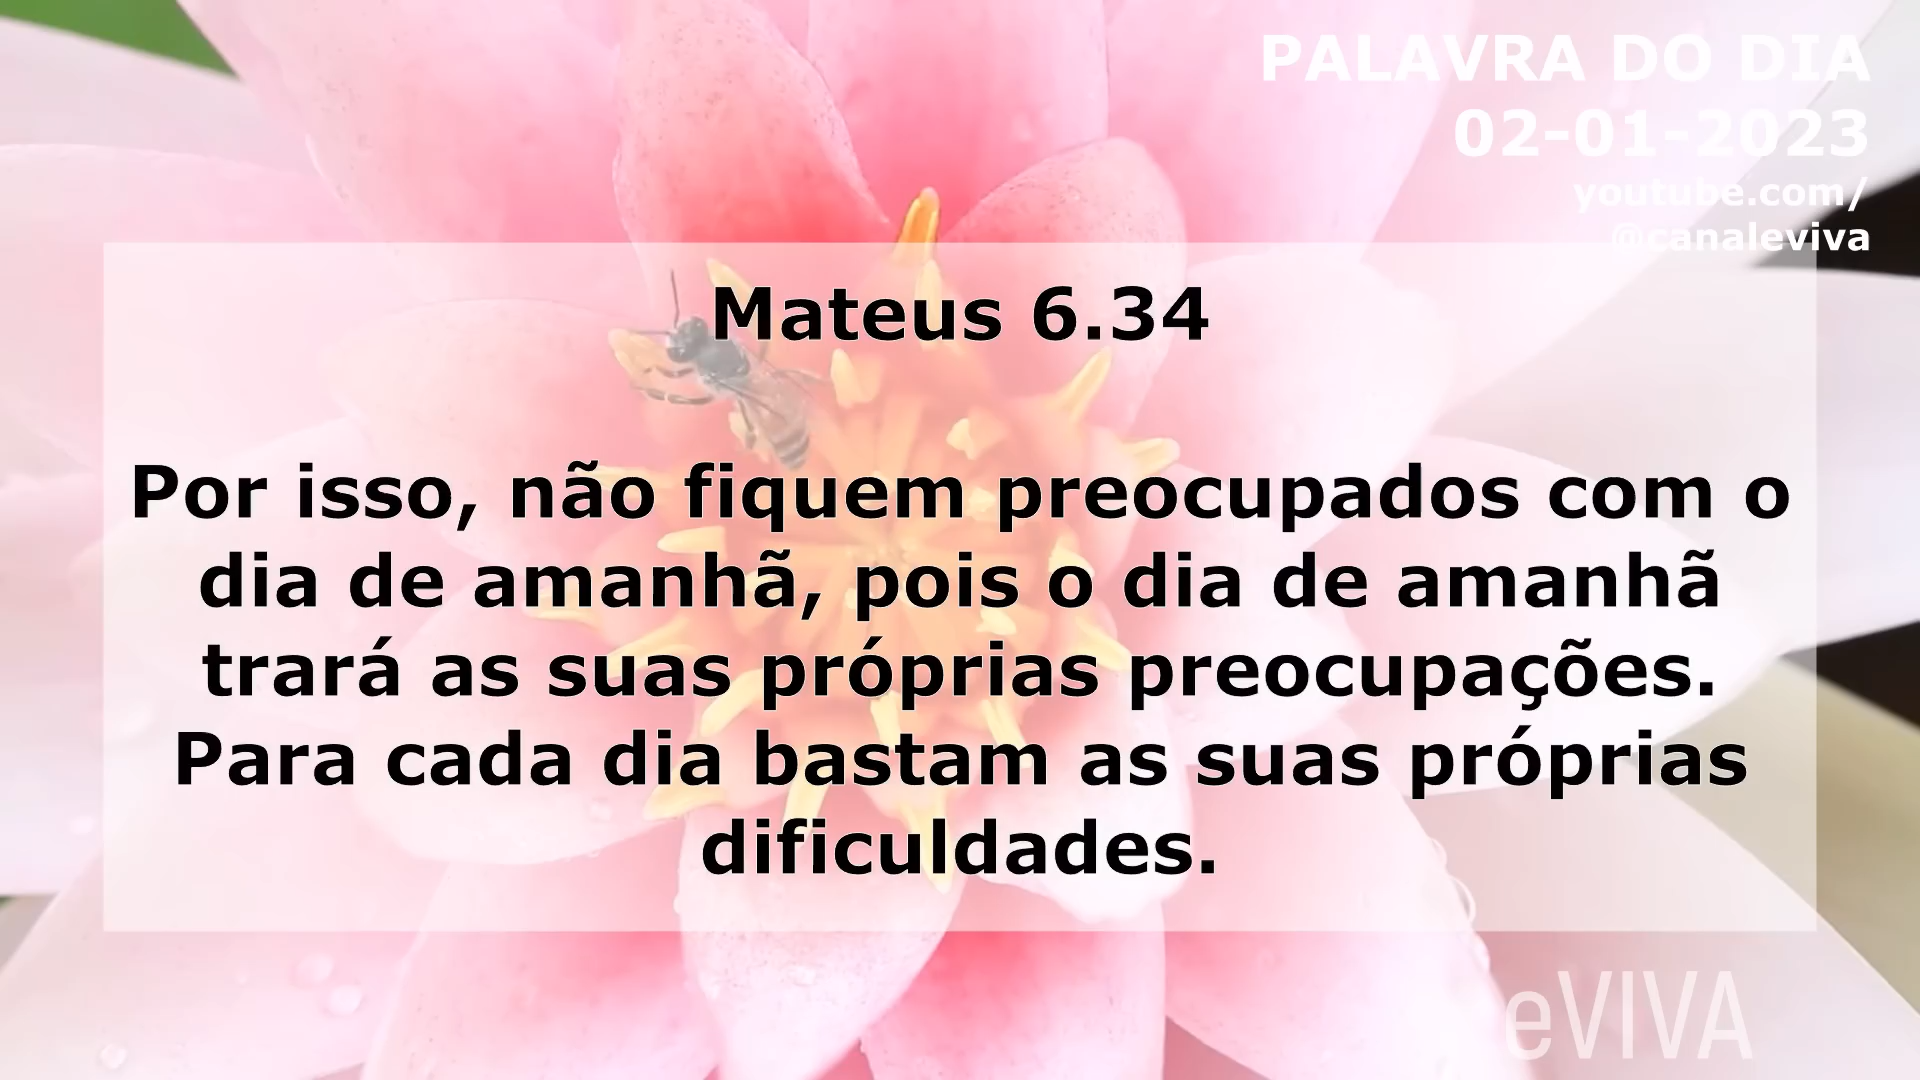 PALAVRA DO DIA
02-01-2023
youtube.com/
@canaleviva
Mateus 6.34
Por isso, não fiquem preocupados com o
dia de amanhã, pois o dia de amanhã
trará as suas próprias preocupações.
Para cada dia bastam as suas próprias
dificuldades.
eVIVA